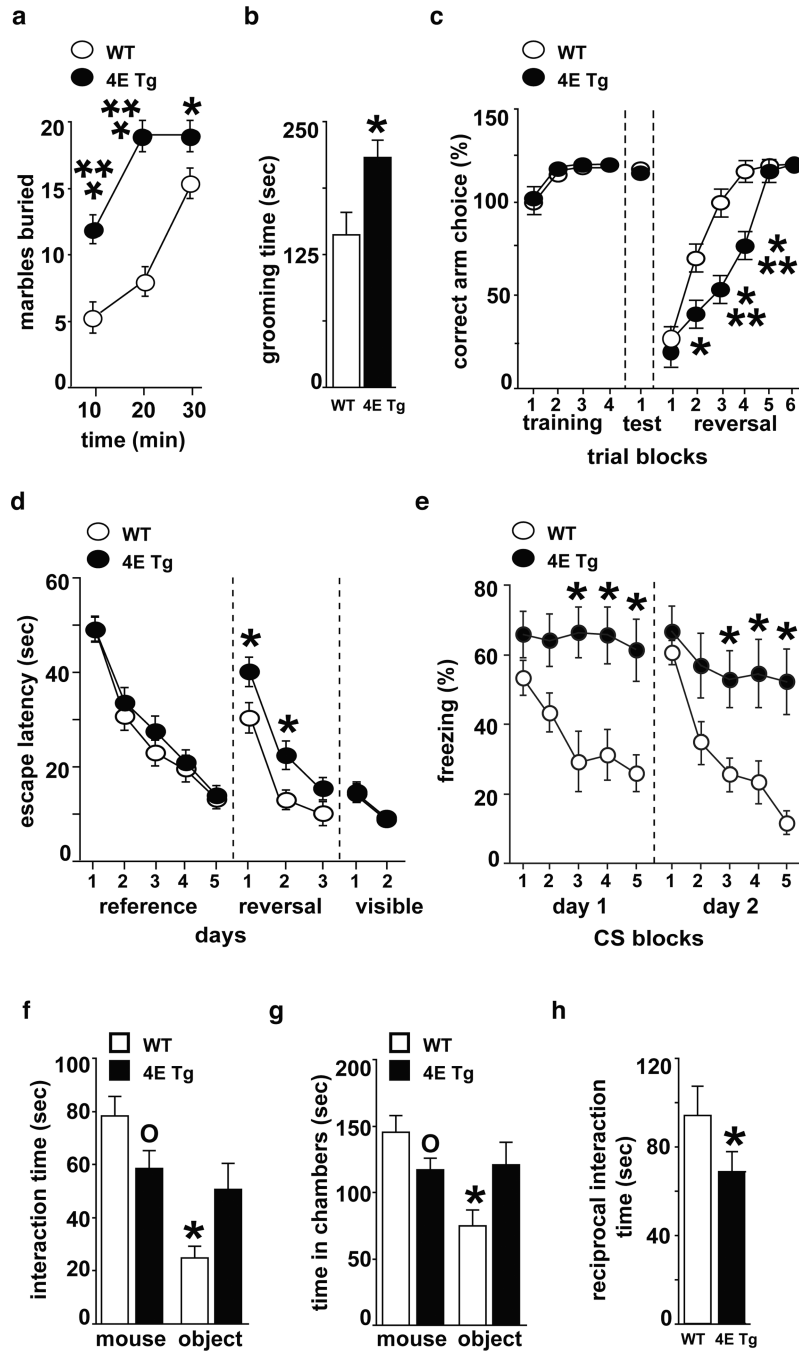 a
WT
4E Tg
**
*
**
*
*
marbles buried
20
15
10
5
0
10 20 30
time (min)
b
*
grooming time (sec)
250
125
0
WT 4E Tg
c
WT
4E Tg
correct arm choice (%)
150
100
50
0
*
*
**
*
**
1 2 3 4 1 1 2 3 4 5 6
training test reversal
trial blocks
d
WT
4E Tg
escape latency (sec)
60
40
20
0
* *
1 2 3 4 5 1 2 3 1 2
reference reversal visible
days
e
WT
4E Tg
freezing (%)
80
60
40
20
0
* * * * * *
1 2 3 4 5 1 2 3 4 5
day 1 day 2
CS blocks
f
WT
4E Tg
interaction time (sec)
100
80
60
40
20
0
O
*
mouse object
g
WT
4E Tg
time in chambers (sec)
200
150
100
50
0
O
*
mouse object
h
reciprocal interaction
time (sec)
120
80
40
0
*
WT 4E Tg